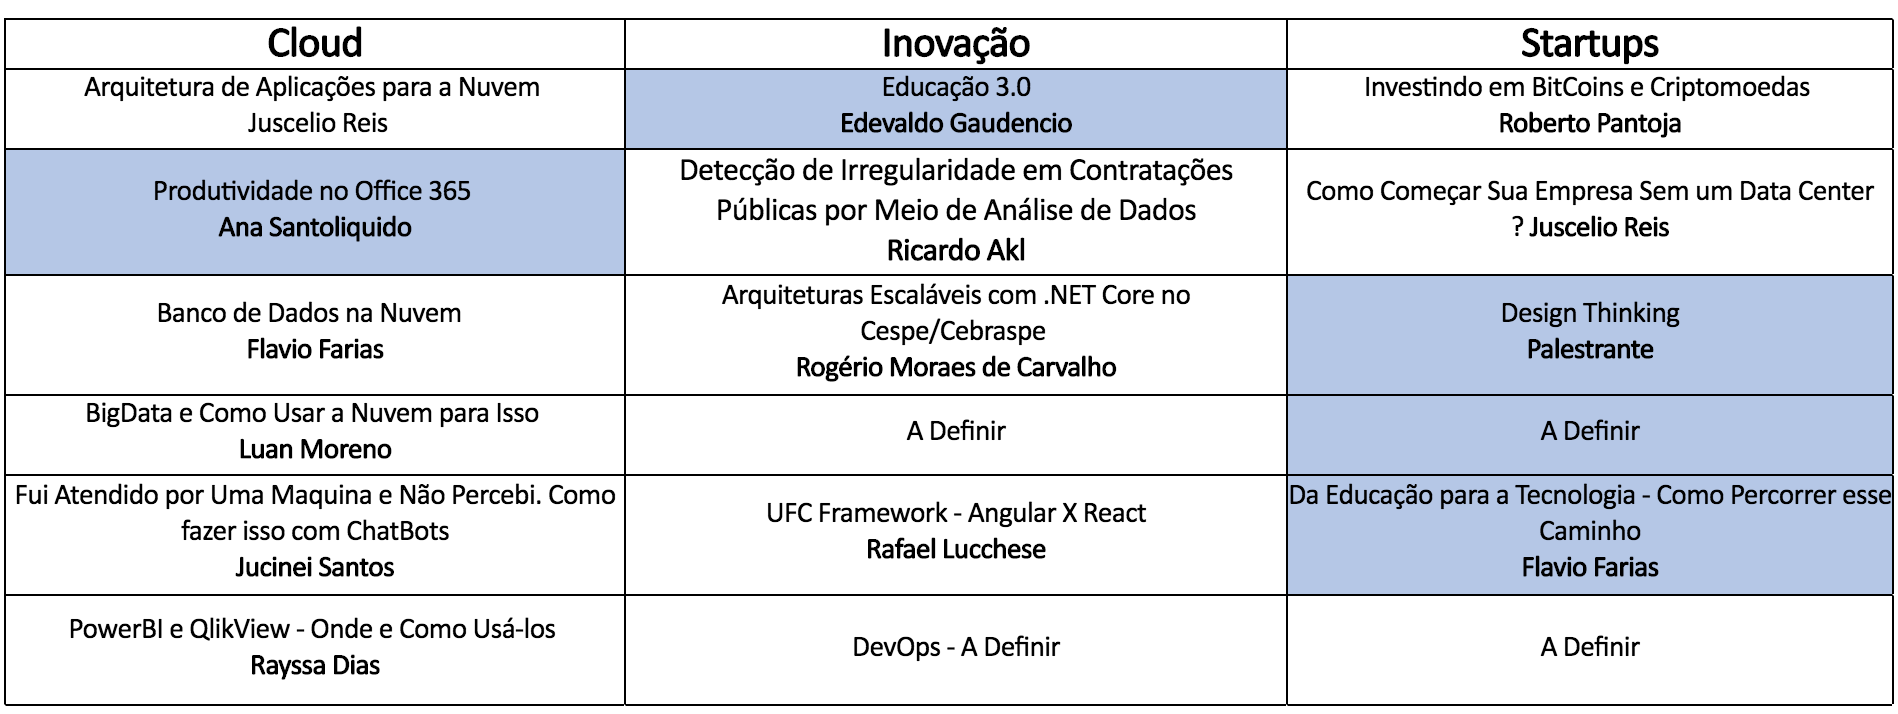 Cloud
Inovação
Startups
Arquitetura de Aplicações para a Nuvem
Juscelio Reis
Educação 3.0
Edevaldo Gaudencio
Investindo em BitCoins e Criptomoedas
Roberto Pantoja
Produtividade no Office 365
Ana Santoliquido
Detecção de Irregularidade em Contratações
Públicas por Meio de Análise de Dados
Ricardo Akl
Como Começar Sua Empresa Sem um Data Center
? Juscelio Reis
Banco de Dados na Nuvem
Flavio Farias
Arquiteturas Escaláveis com .NET Core no
Cespe/Cebraspe
Rogério Moraes de Carvalho
Design Thinking
Palestrante
BigData e Como Usar a Nuvem para Isso
Luan Moreno
A Definir
A Definir
Fui Atendido por Uma Maquina e Não Percebi. Como
fazer isso com ChatBots
Jucinei Santos
UFC Framework - Angular X React
Rafael Lucchese
Da Educação para a Tecnologia - Como Percorrer esse
Caminho
Flavio Farias
PowerBI e QlikView - Onde e Como Usá-los
Rayssa Dias
DevOps - A Definir
A Definir